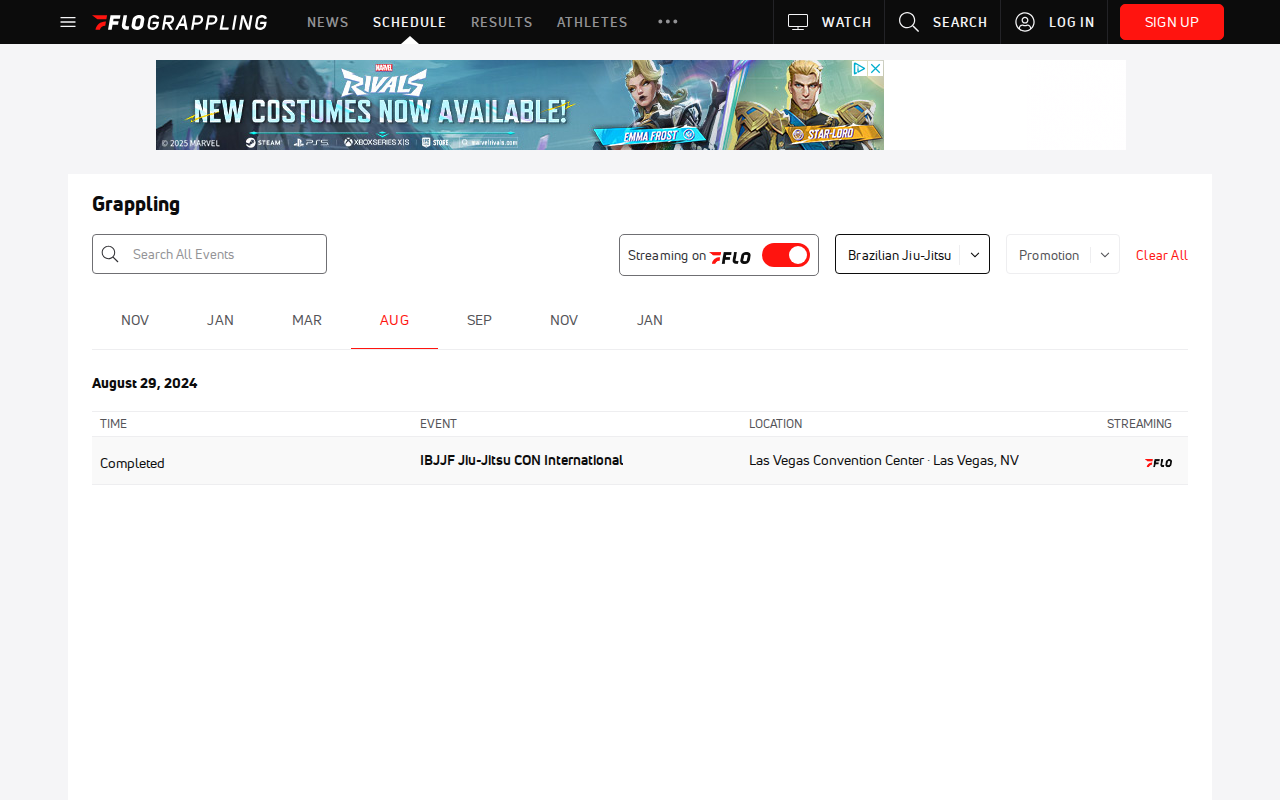 FLOGRAPPLING NEWS SCHEDULE RESULTS ATHLETES WATCH SEARCH LOG IN SIGN UP
MARVEL
RIVALS
NEW COSTUMES NOW AVAILABLE!
EMMA FROST STAR-LORD
© 2025 MARVEL STEAM PS5 XBOX SERIES X|S STORE marvelrivals.com
Grappling
Search All Events Streaming on FLO Brazilian Jiu-Jitsu Promotion Clear All
NOV JAN MAR AUG SEP NOV JAN
August 29, 2024
TIME EVENT LOCATION STREAMING
Completed IBJJF Jiu-Jitsu CON International Las Vegas Convention Center · Las Vegas, NV FLO